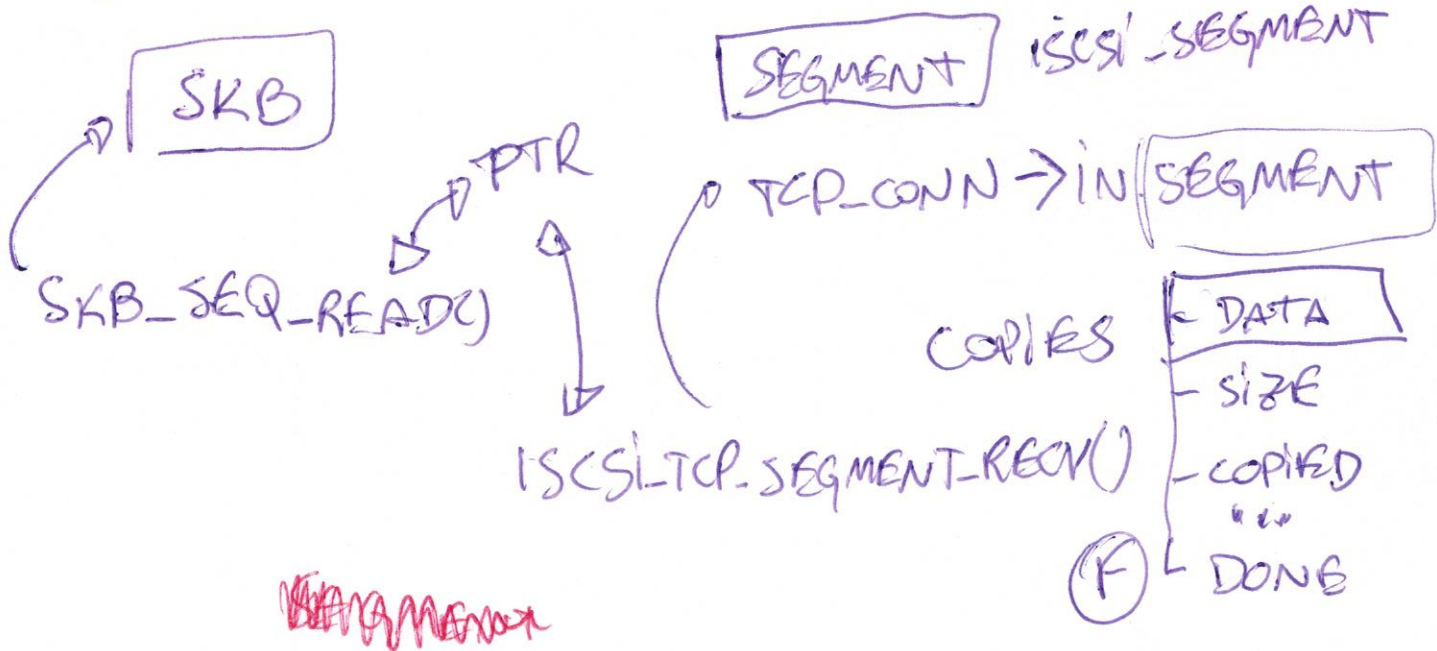 SEGMENT iSCSi_SEGMENT
SKB
PTR
TCP_CONN -> iN SEGMENT
SKB_SEQ_READ()
COPIES
- DATA
- SiZE
- COPiED
...
DONE
F
ISCSI_TCP_SEGMENT_RECV()